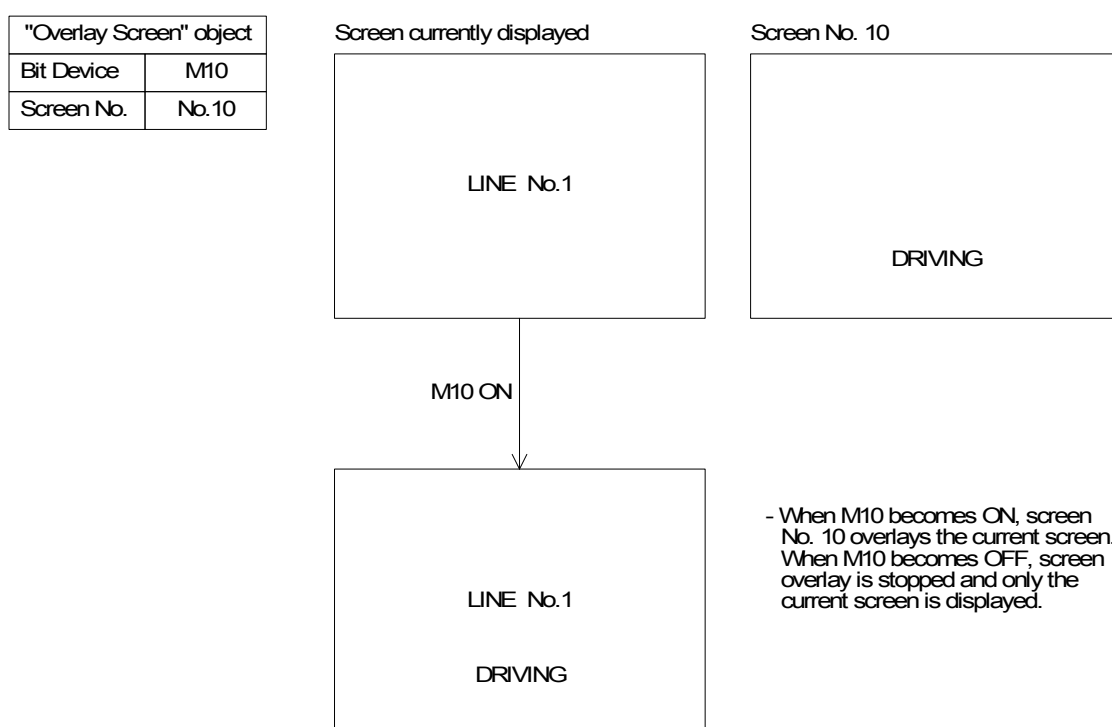 "Overlay Screen" object
Bit Device M10
Screen No. No.10
Screen currently displayed
LINE No.1
Screen No. 10
DRIVING
M10 ON
LINE No.1
DRIVING
- When M10 becomes ON, screen
No. 10 overlays the current screen.
When M10 becomes OFF, screen
overlay is stopped and only the
current screen is displayed.